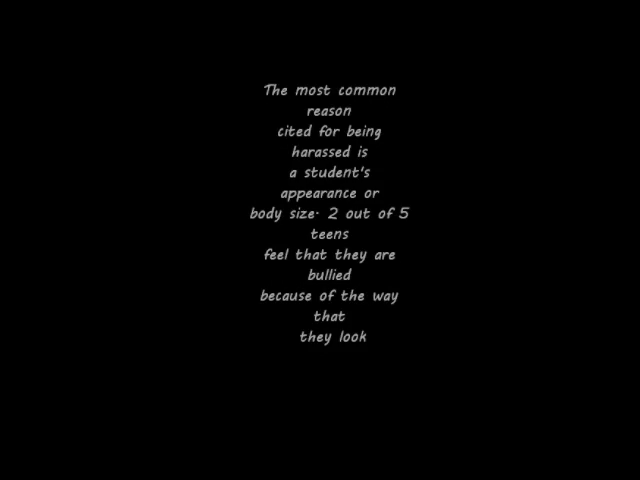 The most common
reason
cited for being
harassed is
a student's
appearance or
body size. 2 out of 5
teens
feel that they are
bullied
because of the way
that
they look